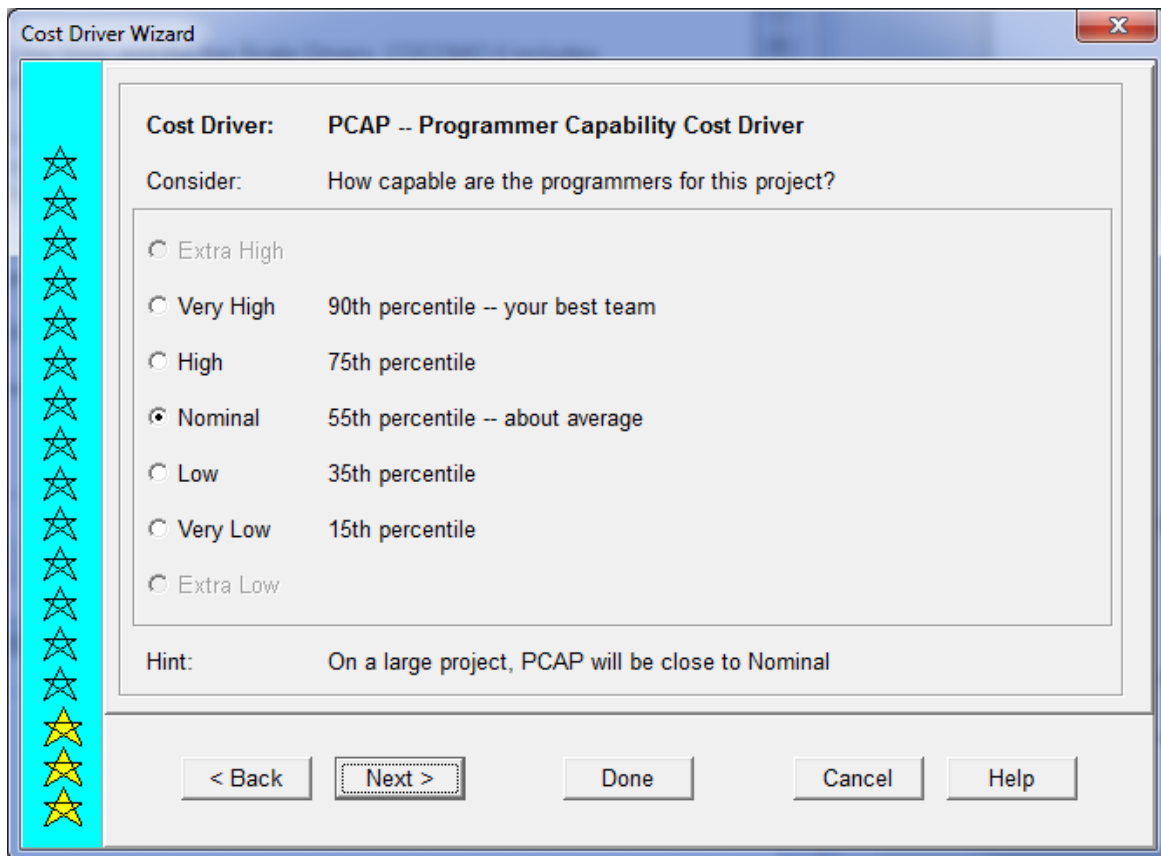 Cost Driver Wizard
Cost Driver: PCAP -- Programmer Capability Cost Driver
Consider: How capable are the programmers for this project?
Extra High
Very High 90th percentile -- your best team
High 75th percentile
Nominal 55th percentile -- about average
Low 35th percentile
Very Low 15th percentile
Extra Low
Hint: On a large project, PCAP will be close to Nominal
< Back Next > Done Cancel Help